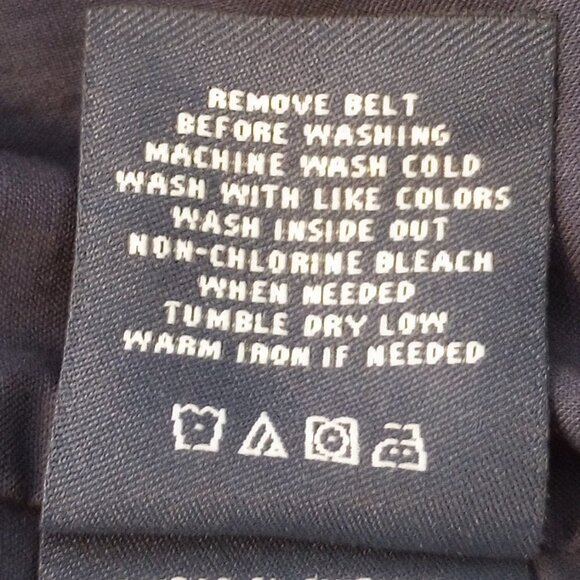 REMOVE BELT
BEFORE WASHING
MACHINE WASH COLD
WASH WITH LIKE COLORS
WASH INSIDE OUT
NON-CHLORINE BLEACH
WHEN NEEDED
TUMBLE DRY LOW
WARM IRON IF NEEDED